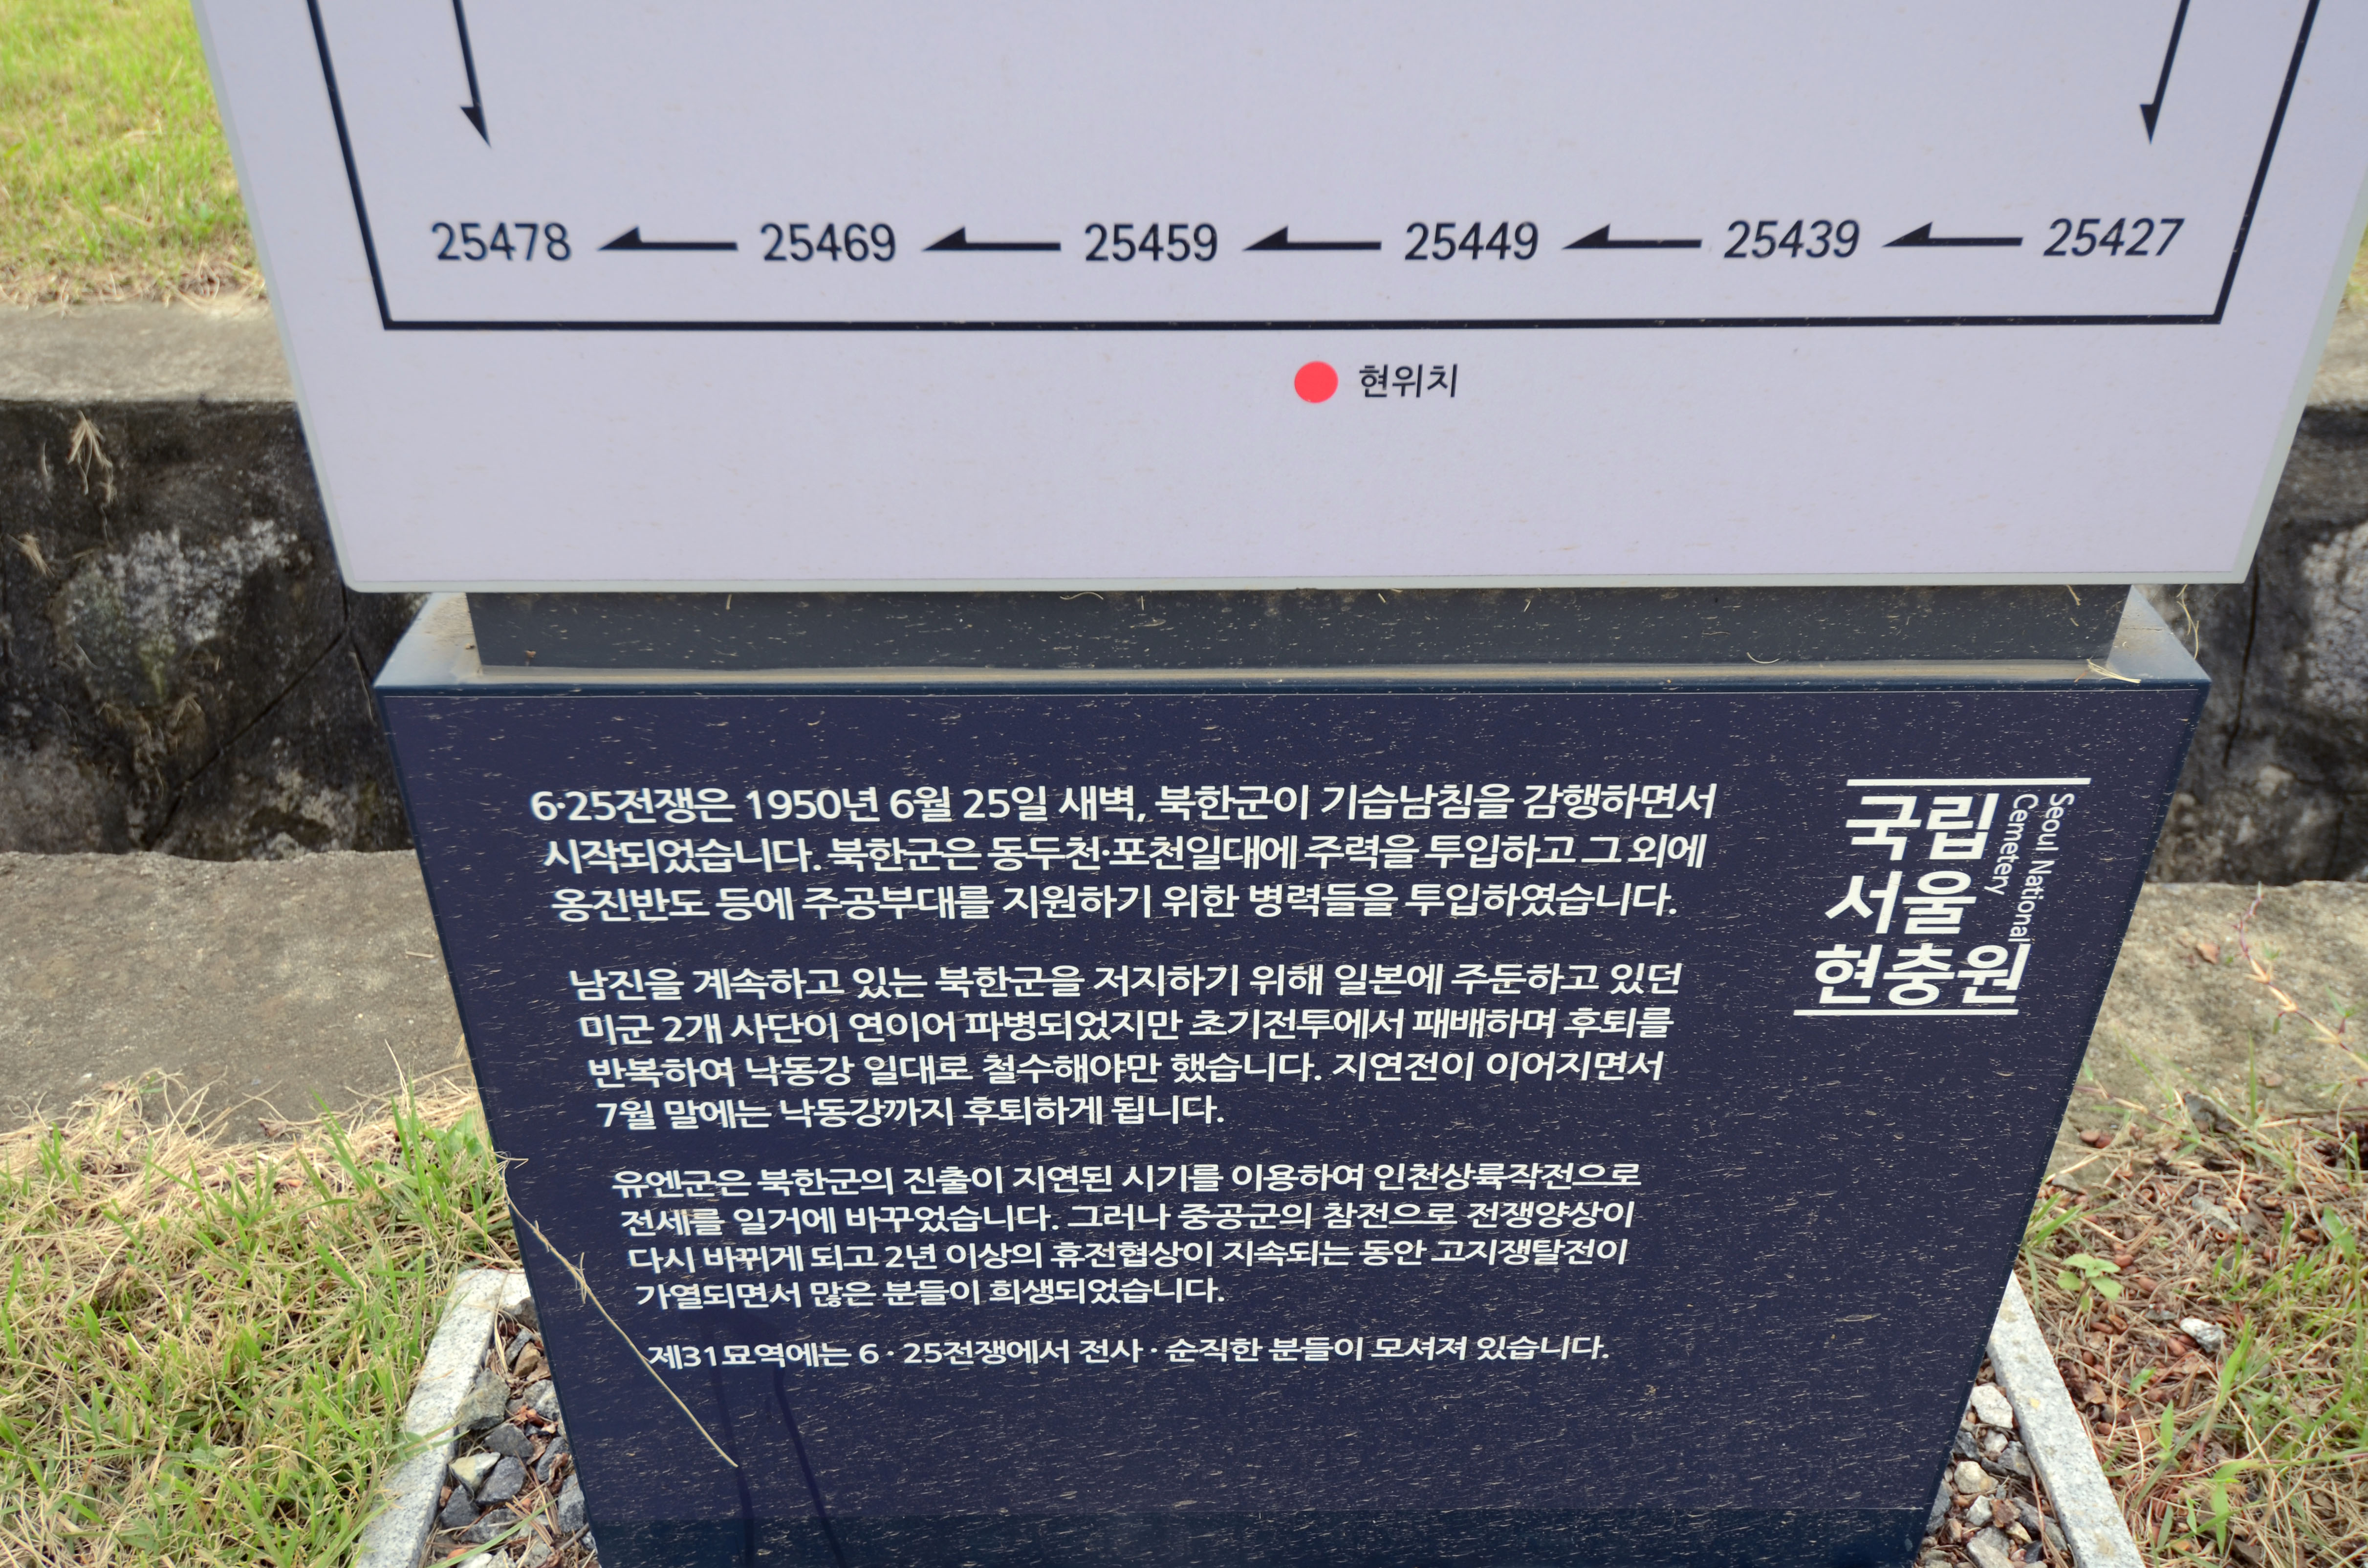 25478 25469 25459 25449 25439 25427
현위치
6·25전쟁은 1950년 6월 25일 새벽, 북한군이 기습남침을 감행하면서
시작되었습니다. 북한군은 동두천·포천일대에 주력을 투입하고 그 외에
옹진반도 등에 주공부대를 지원하기 위한 병력들을 투입하였습니다.
남진을 계속하고 있는 북한군을 저지하기 위해 일본에 주둔하고 있던
미군 2개 사단이 연이어 파병되었지만 초기전투에서 패배하며 후퇴를
반복하여 낙동강 일대로 철수해야만 했습니다. 지연전이 이어지면서
7월 말에는 낙동강까지 후퇴하게 됩니다.
유엔군은 북한군의 진출이 지연된 시기를 이용하여 인천상륙작전으로
전세를 일거에 바꾸었습니다. 그러나 중공군의 참전으로 전쟁양상이
다시 바뀌게 되고 2년 이상의 휴전협상이 지속되는 동안 고지쟁탈전이
가열되면서 많은 분들이 희생되었습니다.
제31묘역에는 6 · 25전쟁에서 전사 · 순직한 분들이 모셔져 있습니다.
국립
서울
현충원
Seoul National
Cemetery